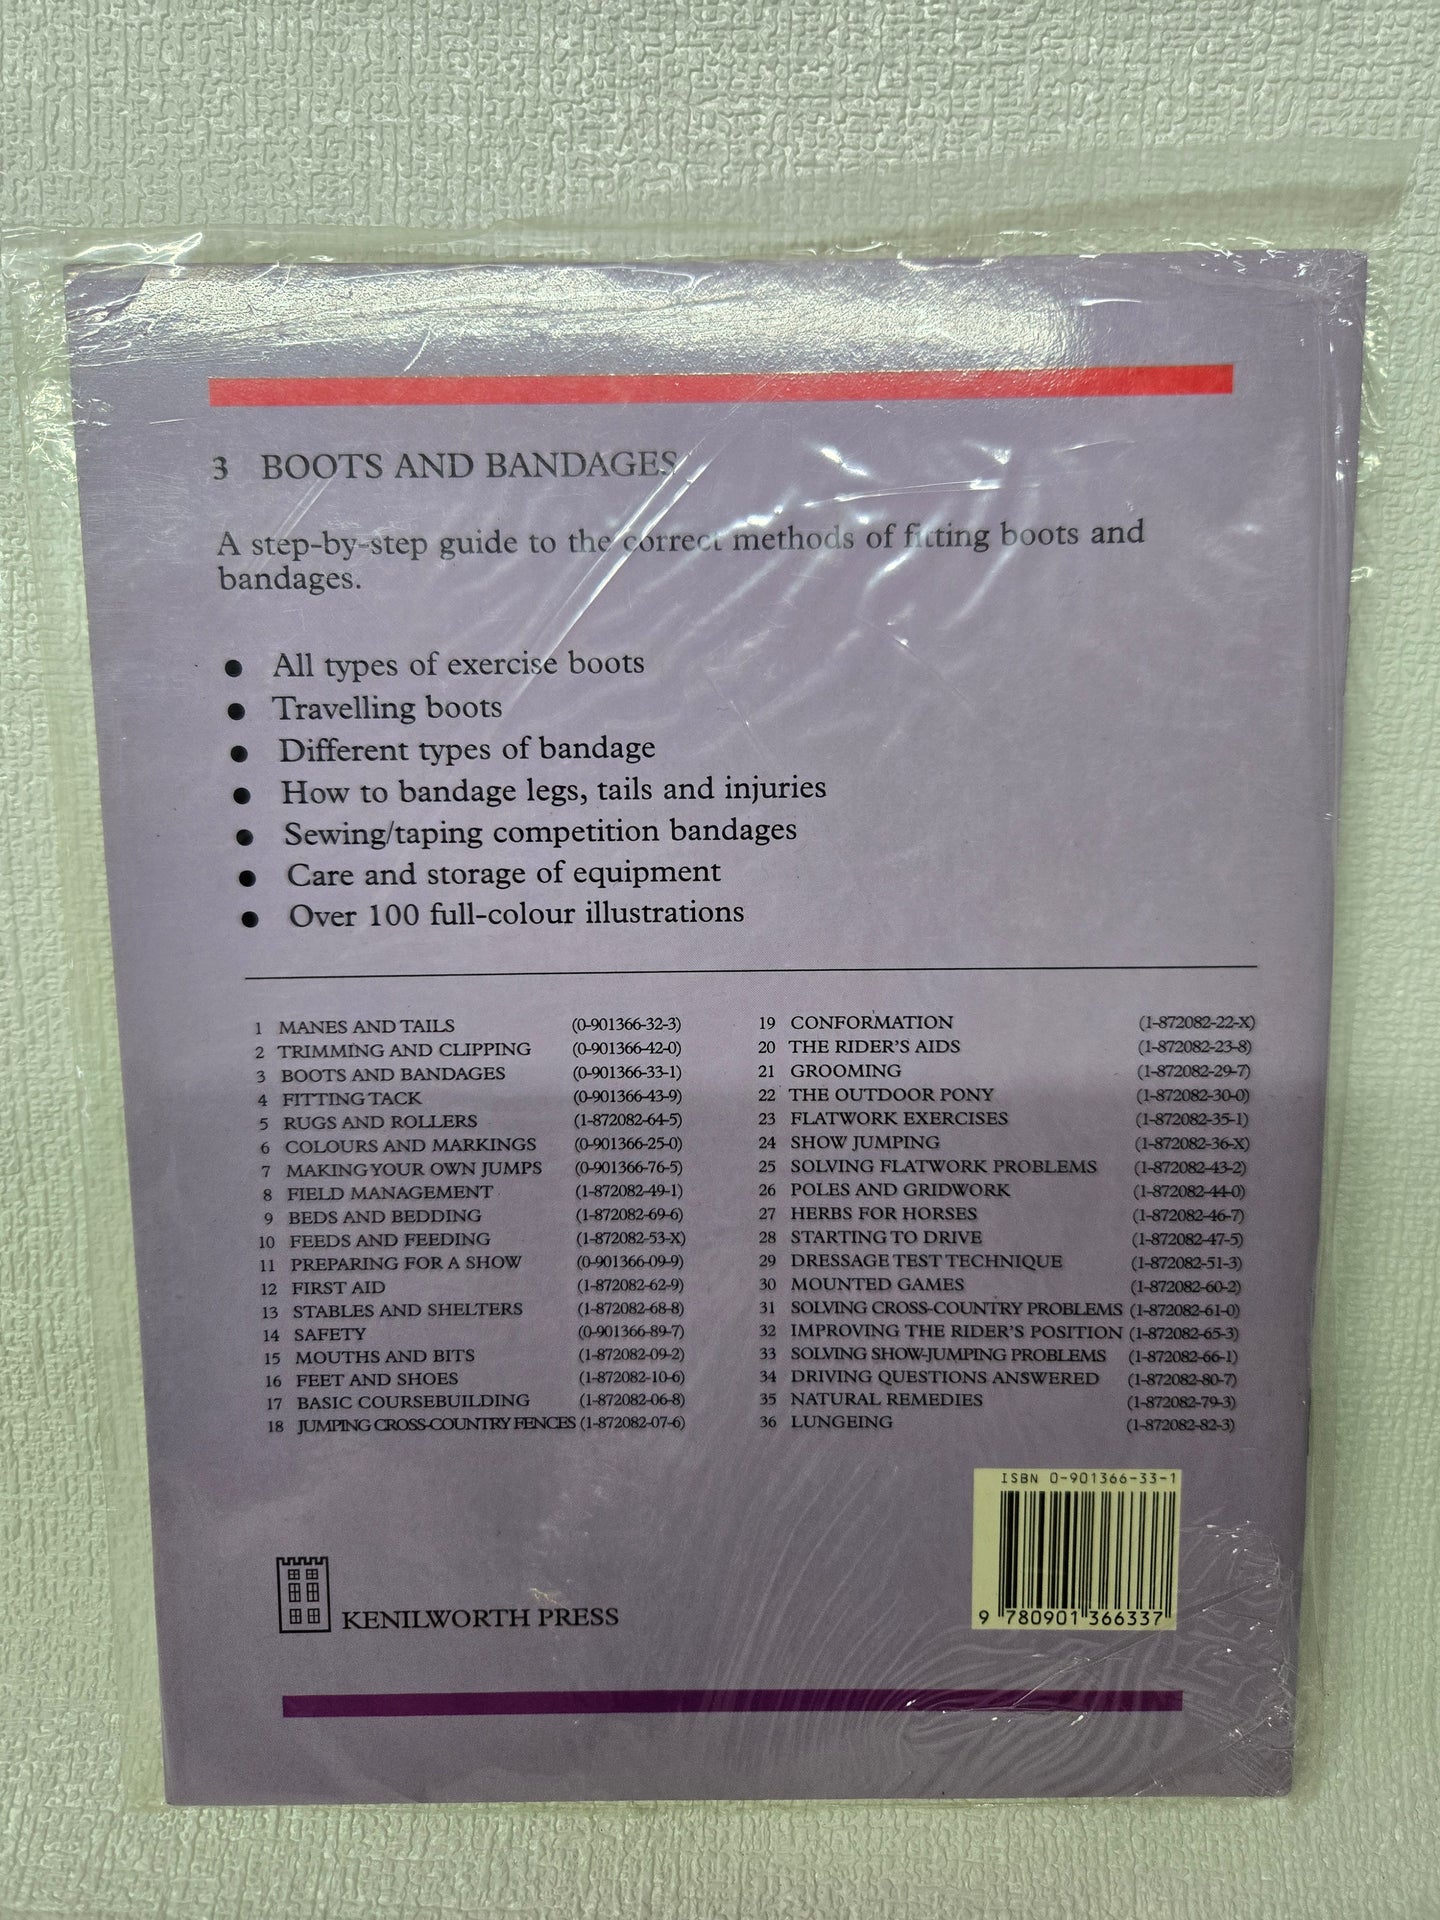 3 BOOTS AND BANDAGES
A step-by-step guide to the correct methods of fitting boots and
bandages.
● All types of exercise boots
● Travelling boots
● Different types of bandage
● How to bandage legs, tails and injuries
● Sewing/taping competition bandages
● Care and storage of equipment
● Over 100 full-colour illustrations
1 MANES AND TAILS (0-901366-32-3)
2 TRIMMING AND CLIPPING (0-901366-42-0)
3 BOOTS AND BANDAGES (0-901366-33-1)
4 FITTING TACK (0-901366-43-9)
5 RUGS AND ROLLERS (1-872082-64-5)
6 COLOURS AND MARKINGS (0-901366-25-0)
7 MAKING YOUR OWN JUMPS (0-901366-76-5)
8 FIELD MANAGEMENT (1-872082-49-1)
9 BEDS AND BEDDING (1-872082-69-6)
10 FEEDS AND FEEDING (1-872082-53-X)
11 PREPARING FOR A SHOW (0-901366-09-9)
12 FIRST AID (1-872082-62-9)
13 STABLES AND SHELTERS (1-872082-68-8)
14 SAFETY (0-901366-89-7)
15 MOUTHS AND BITS (1-872082-09-2)
16 FEET AND SHOES (1-872082-10-6)
17 BASIC COURSEBUILDING (1-872082-06-8)
18 JUMPING CROSS-COUNTRY FENCES (1-872082-07-6)
19 CONFORMATION (1-872082-22-X)
20 THE RIDER'S AIDS (1-872082-23-8)
21 GROOMING (1-872082-29-7)
22 THE OUTDOOR PONY (1-872082-30-0)
23 FLATWORK EXERCISES (1-872082-35-1)
24 SHOW JUMPING (1-872082-36-X)
25 SOLVING FLATWORK PROBLEMS (1-872082-43-2)
26 POLES AND GRIDWORK (1-872082-44-0)
27 HERBS FOR HORSES (1-872082-46-7)
28 STARTING TO DRIVE (1-872082-47-5)
29 DRESSAGE TEST TECHNIQUE (1-872082-51-3)
30 MOUNTED GAMES (1-872082-60-2)
31 SOLVING CROSS-COUNTRY PROBLEMS (1-872082-61-0)
32 IMPROVING THE RIDER'S POSITION (1-872082-65-3)
33 SOLVING SHOW-JUMPING PROBLEMS (1-872082-66-1)
34 DRIVING QUESTIONS ANSWERED (1-872082-80-7)
35 NATURAL REMEDIES (1-872082-79-3)
36 LUNGEING (1-872082-82-3)
ISBN 0-901366-33-1
9 780901 366337
KENILWORTH PRESS